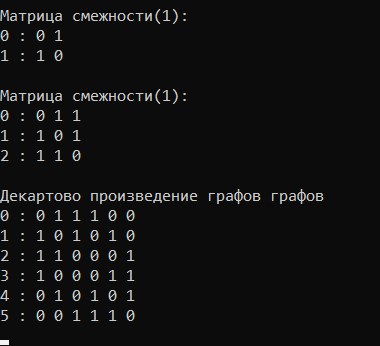 Матрица смежности(1):
0 : 0 1
1 : 1 0
Матрица смежности(1):
0 : 0 1 1
1 : 1 0 1
2 : 1 1 0
Декартово произведение графов графов
0 : 0 1 1 1 0 0
1 : 1 0 1 0 1 0
2 : 1 1 0 0 0 1
3 : 1 0 0 0 1 1
4 : 0 1 0 1 0 1
5 : 0 0 1 1 1 0